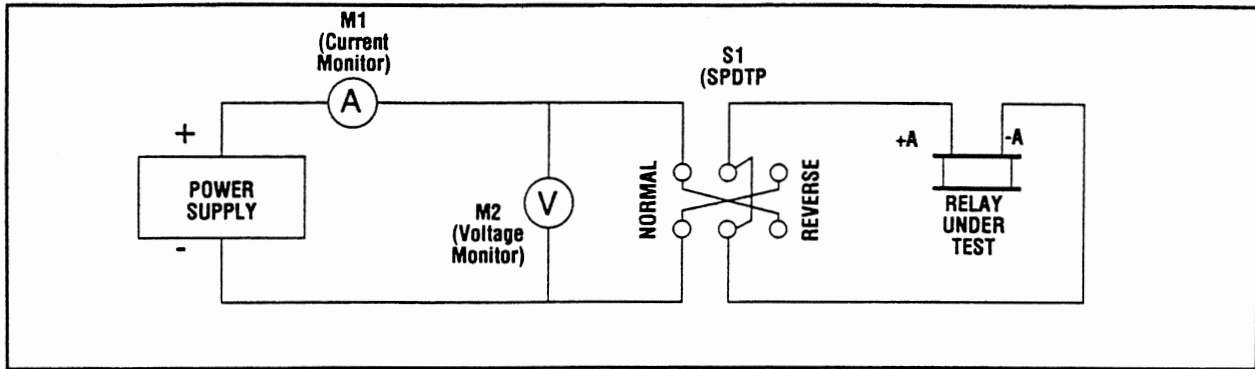 M1
(Current
Monitor)
A
S1
(SPDTP
+
POWER
SUPPLY
-
M2
(Voltage
Monitor)
V
NORMAL
REVERSE
+A
-A
RELAY
UNDER
TEST